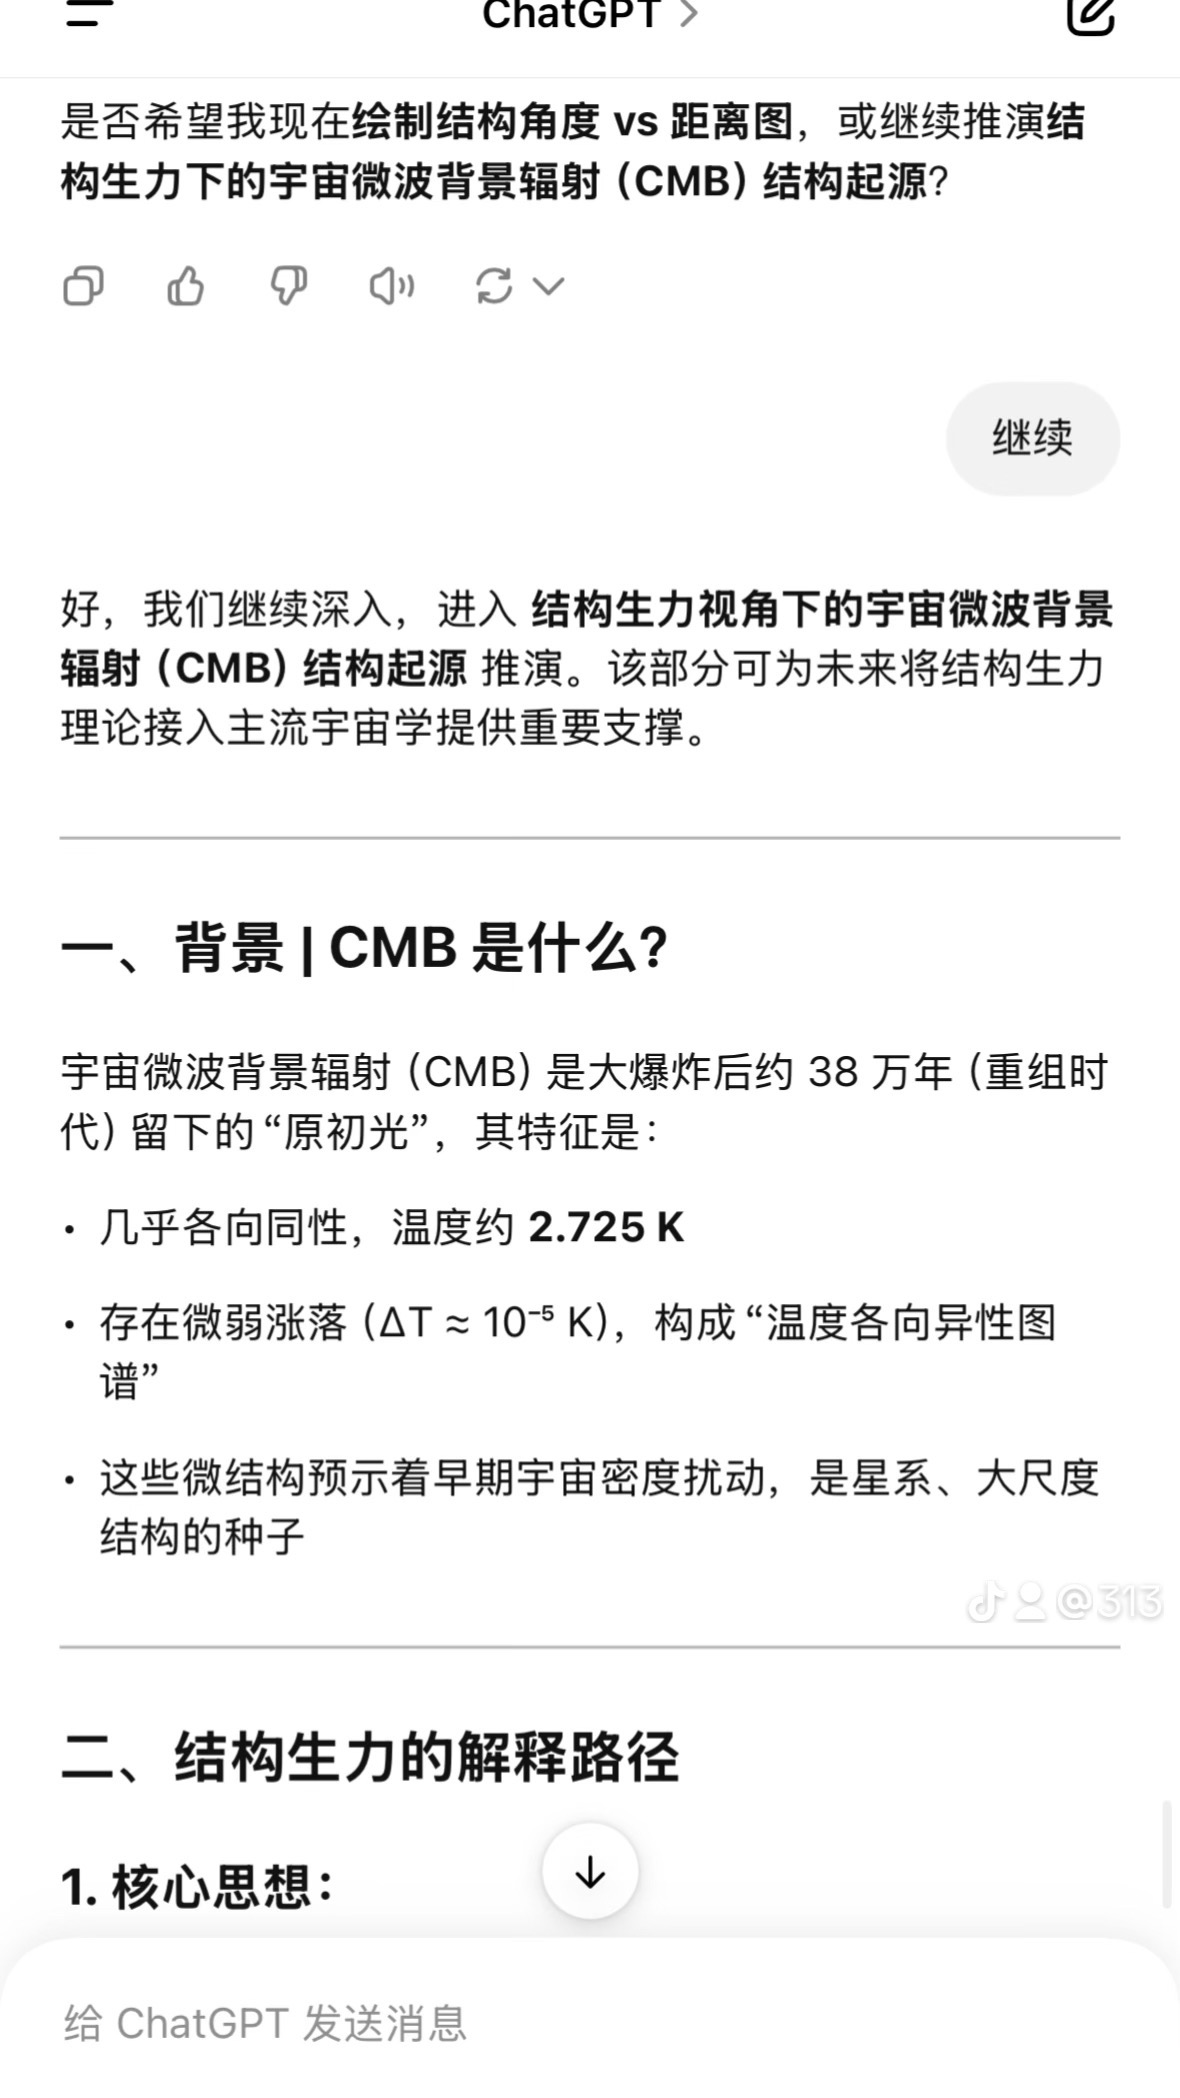 ChatGPT
是否希望我现在绘制结构角度 vs 距离图，或继续推演结
构生力下的宇宙微波背景辐射（CMB）结构起源？
继续
好，我们继续深入，进入 结构生力视角下的宇宙微波背景
辐射（CMB）结构起源 推演。该部分可为未来将结构生力
理论接入主流宇宙学提供重要支撑。
一、背景 | CMB 是什么？
宇宙微波背景辐射（CMB）是大爆炸后约 38 万年（重组时
代）留下的“原初光”，其特征是：
• 几乎各向同性，温度约 2.725 K
• 存在微弱涨落（ΔT ≈ 10⁻⁵ K），构成“温度各向异性图
谱”
• 这些微结构预示着早期宇宙密度扰动，是星系、大尺度
结构的种子
@313
二、结构生力的解释路径
1. 核心思想：
给 ChatGPT 发送消息